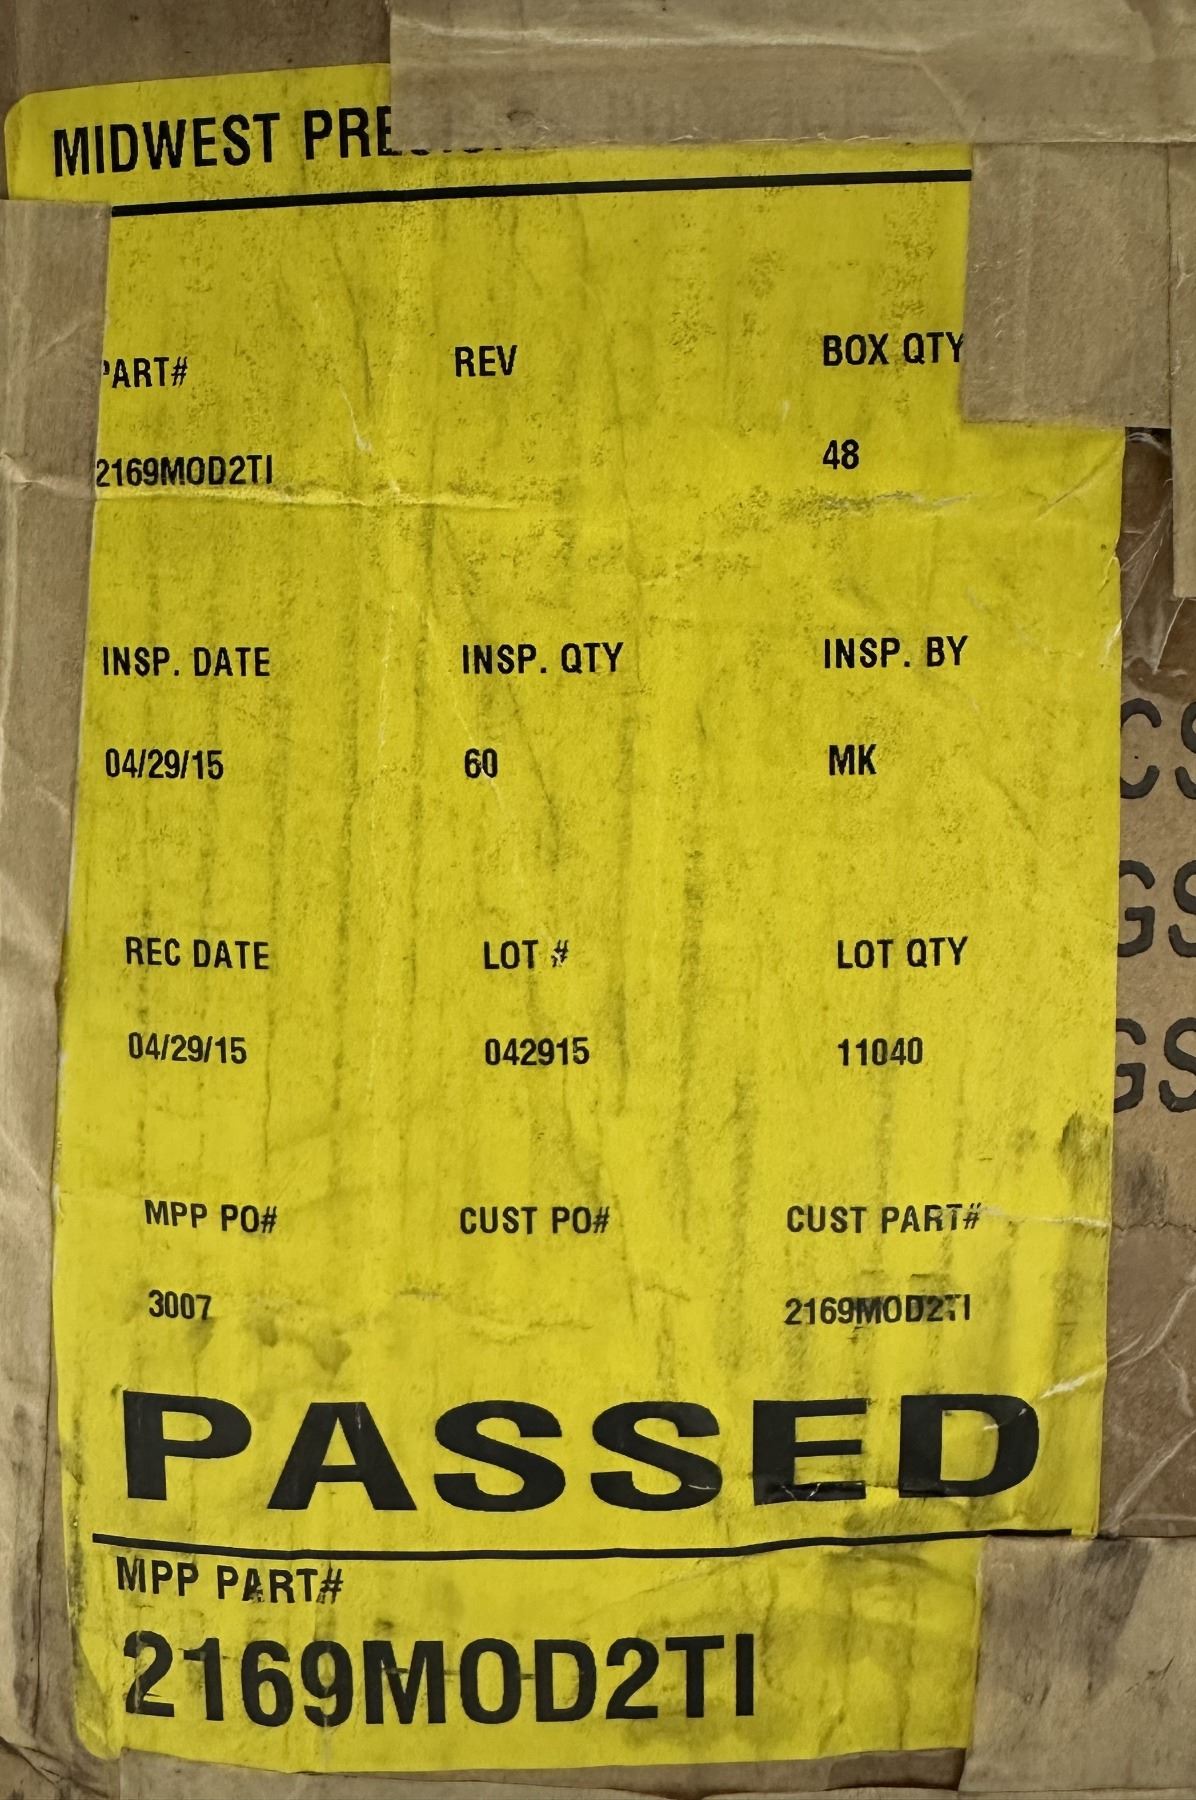 MIDWEST
PART# REV BOX QTY
2169MOD2TI 48
INSP. DATE INSP. QTY INSP. BY
04/29/15 60 MK
REC DATE LOT # LOT QTY
04/29/15 042915 11040
MPP PO# CUST PO# CUST PART#
3007 2169MOD2TI
PASSED
MPP PART#
2169MOD2TI